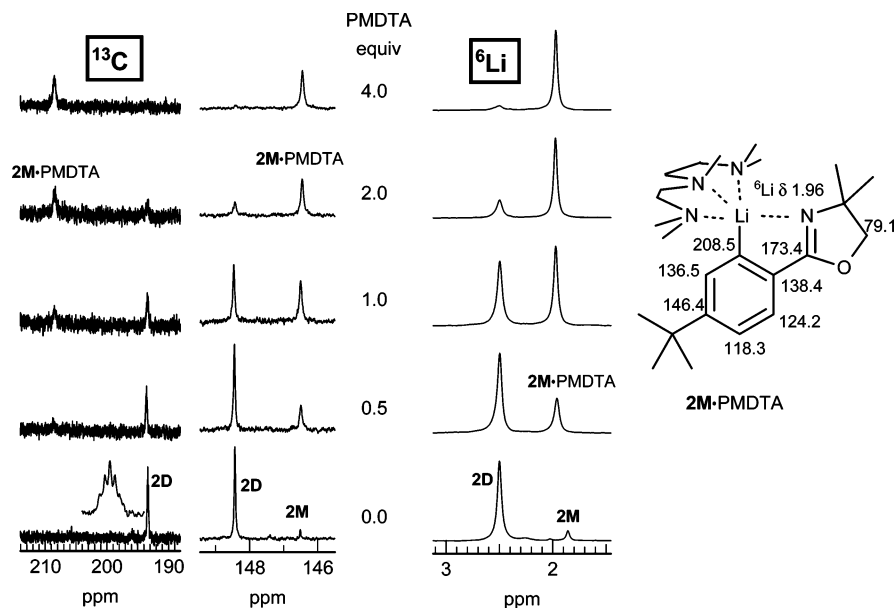 PMDTA
equiv
¹³C
⁶Li
4.0
2M•PMDTA
2M•PMDTA
2.0
1.0
2M•PMDTA
0.5
2D
2D
2M
0.0
2D
2M
210 200 190
148 146
3 2
ppm
ppm
ppm
N
N
⁶Li δ 1.96
N
Li
N
79.1
208.5
173.4
O
136.5
138.4
146.4
124.2
118.3
2M•PMDTA